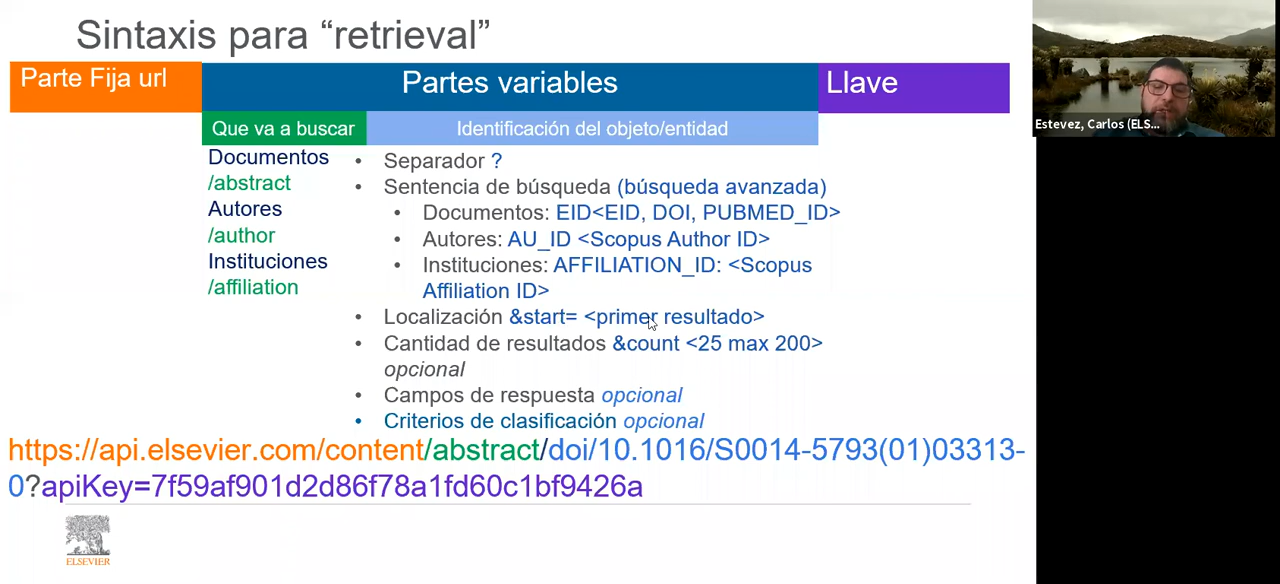 Sintaxis para “retrieval”
Parte Fija url
Partes variables
Llave
Que va a buscar
Identificación del objeto/entidad
Documentos
/abstract
Autores
/author
Instituciones
/affiliation
• Separador ?
• Sentencia de búsqueda (búsqueda avanzada)
• Documentos: EID<EID, DOI, PUBMED_ID>
• Autores: AU_ID <Scopus Author ID>
• Instituciones: AFFILIATION_ID: <Scopus
Affiliation ID>
• Localización &start= <primer resultado>
• Cantidad de resultados &count <25 max 200>
opcional
• Campos de respuesta opcional
• Criterios de clasificación opcional
https://api.elsevier.com/content/abstract/doi/10.1016/S0014-5793(01)03313-
0?apiKey=7f59af901d2d86f78a1fd60c1bf9426a
ELSEVIER
Estevez, Carlos (ELS...